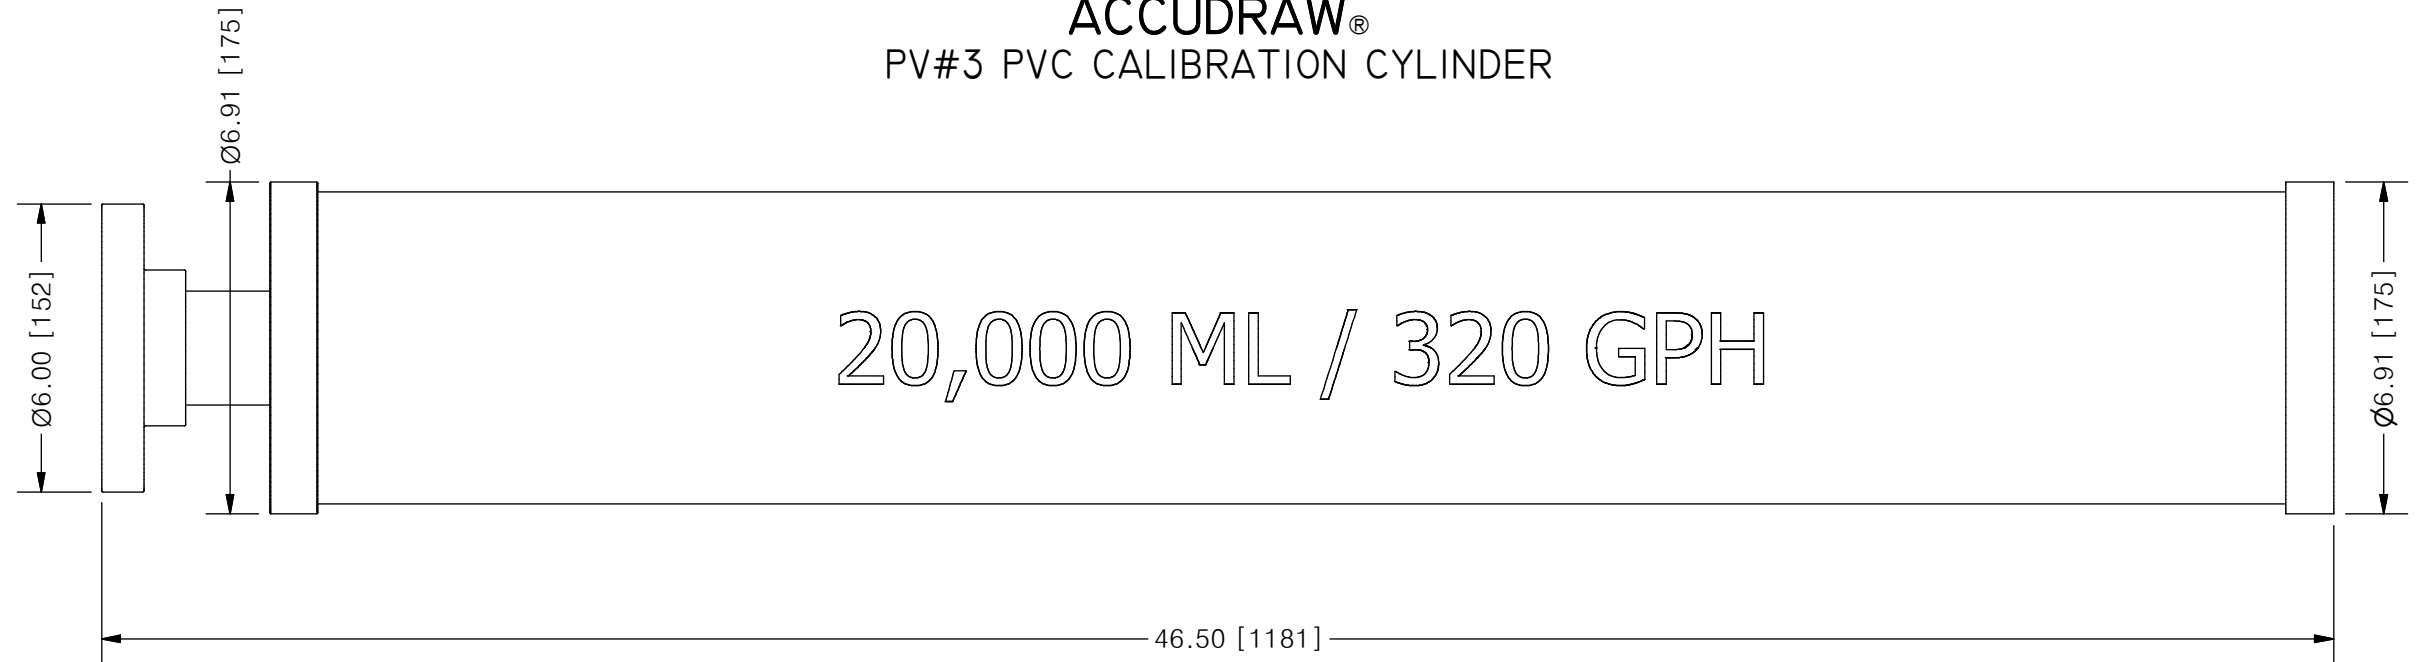 ACCUDRAW®
PV#3 PVC CALIBRATION CYLINDER
Ø6.91 [175]
Ø6.00 [152]
20,000 ML / 320 GPH
Ø6.91 [175]
46.50 [1181]